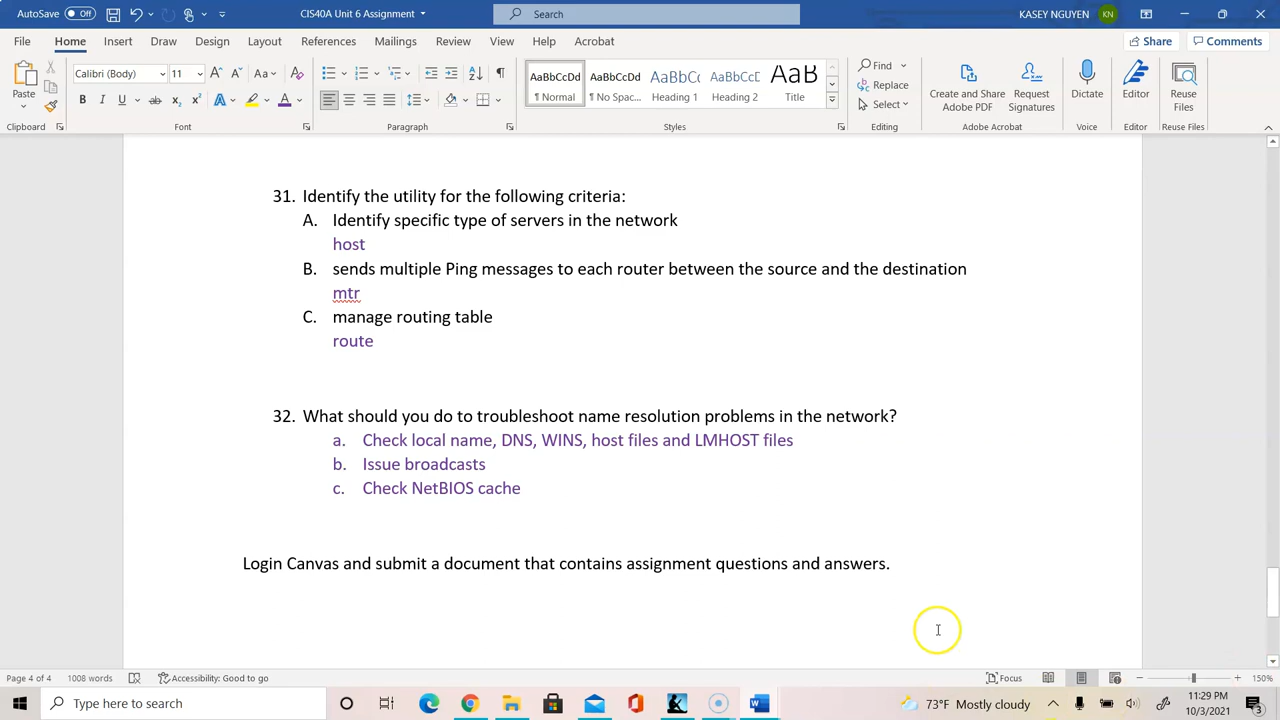 AutoSave Off CIS40A Unit 6 Assignment Search KASEY NGUYEN KN
File Home Insert Draw Design Layout References Mailings Review View Help Acrobat Share Comments
Paste Calibri (Body) 11 A A Aa A AaBbCcDd AaBbCcDd AaBbCc AaBbCcC AaB Find Replace Select
B I U ab x₂ x² A A ¶ Normal ¶ No Spac... Heading 1 Heading 2 Title
Create and Share Adobe PDF Request Signatures Dictate Editor Reuse Files
Clipboard Font Paragraph Styles Editing Adobe Acrobat Voice Editor Reuse Files
31. Identify the utility for the following criteria:
A. Identify specific type of servers in the network
host
B. sends multiple Ping messages to each router between the source and the destination
mtr
C. manage routing table
route
32. What should you do to troubleshoot name resolution problems in the network?
a. Check local name, DNS, WINS, host files and LMHOST files
b. Issue broadcasts
c. Check NetBIOS cache
Login Canvas and submit a document that contains assignment questions and answers.
Page 4 of 4 1008 words Accessibility: Good to go Focus 150%
Type here to search 73°F Mostly cloudy 11:29 PM
10/3/2021 3